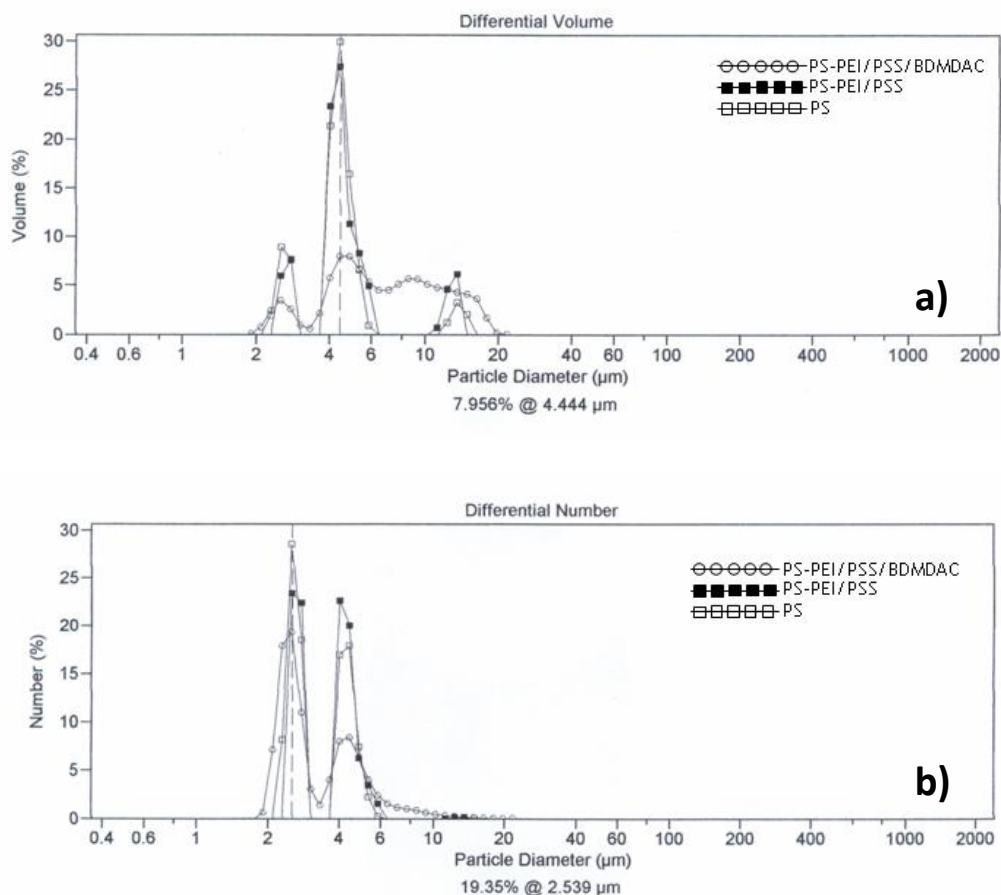 Differential Volume
30
25
20
15
10
5
0
Volume (%)
PS-PEI/PSS/BDMDAC
PS-PEI/PSS
PS
a)
0.4 0.6 1 2 4 6 10 20 40 60 100 200 400 1000 2000
Particle Diameter (µm)
7.956% @ 4.444 µm
Differential Number
30
25
20
15
10
5
0
Number (%)
PS-PEI/PSS/BDMDAC
PS-PEI/PSS
PS
b)
0.4 0.6 1 2 4 6 10 20 40 60 100 200 400 1000 2000
Particle Diameter (µm)
19.35% @ 2.539 µm